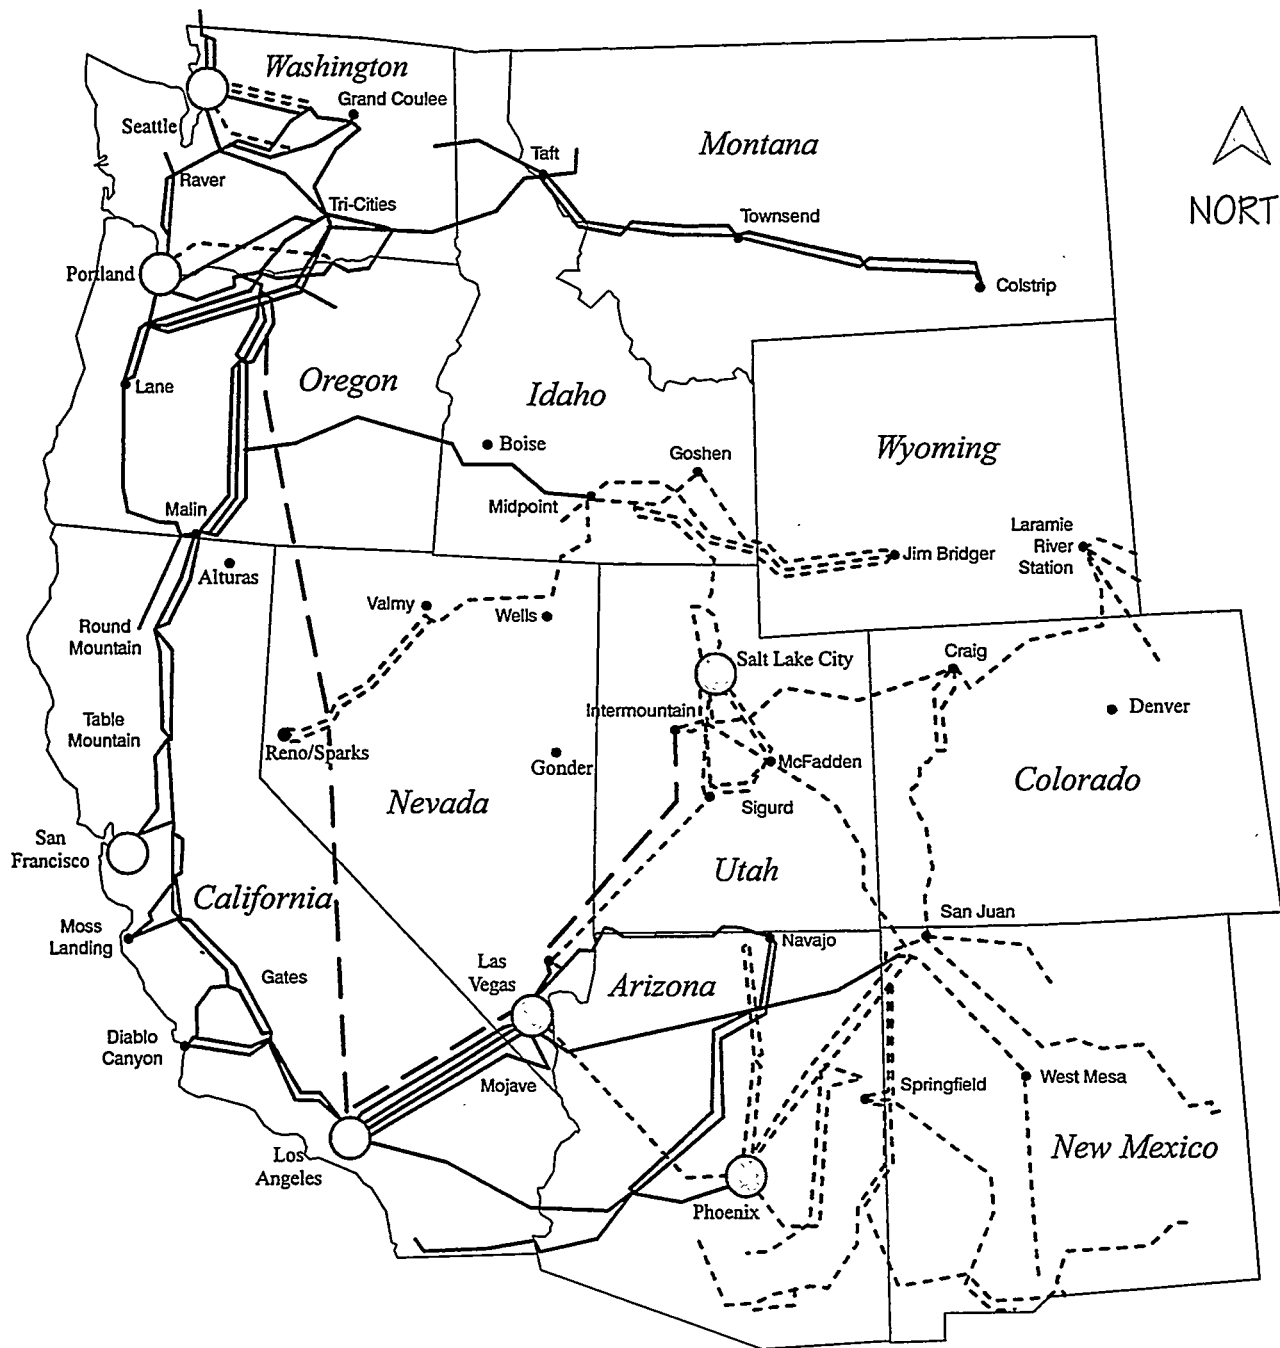 Washington
Grand Coulee
Seattle
Montana
Taft
NORT
Raver
Tri-Cities
Townsend
Portland
Colstrip
Lane
Oregon
Idaho
Boise
Goshen
Wyoming
Midpoint
Malin
Laramie
River
Station
Jim Bridger
Alturas
Valmy
Wells
Round
Mountain
Salt Lake City
Craig
Intermountain
Denver
Table
Mountain
Reno/Sparks
Gonder
McFadden
Colorado
Nevada
Sigurd
San
Francisco
Utah
California
San Juan
Moss
Landing
Navajo
Las
Vegas
Gates
Arizona
Diablo
Canyon
Mojave
Springfield
West Mesa
New Mexico
Los
Angeles
Phoenix